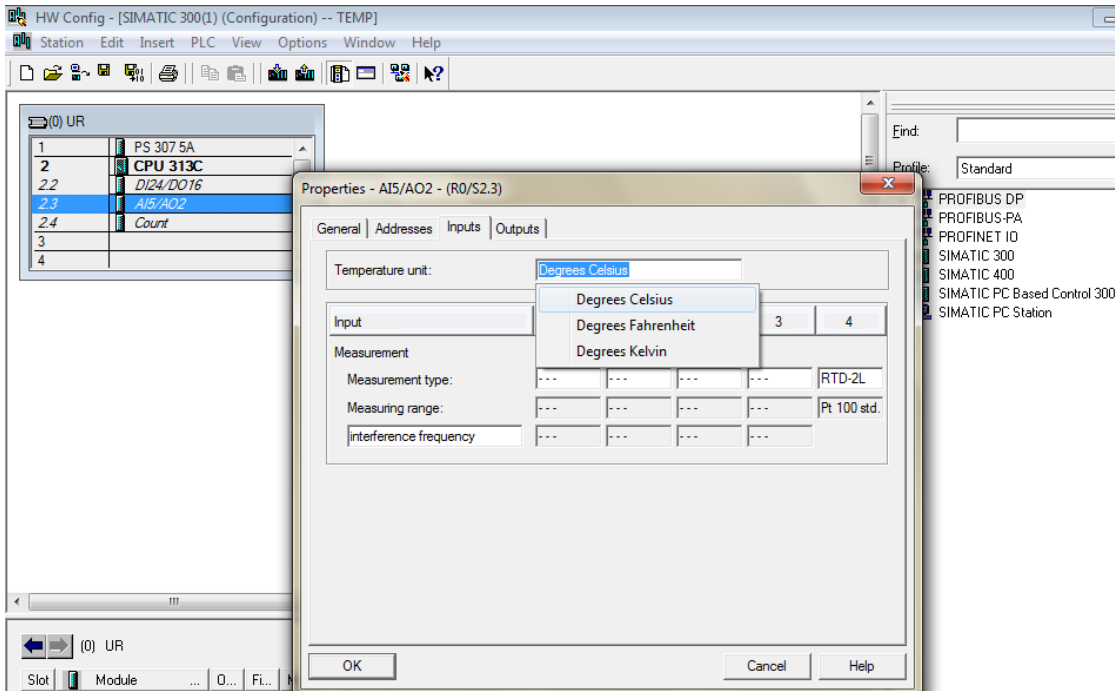 HW Config - [SIMATIC 300(1) (Configuration) -- TEMP]
Station Edit Insert PLC View Options Window Help
(0) UR
1 PS 307 5A
2 CPU 313C
2.2 DI24/DO16
2.3 AI5/AO2
2.4 Count
3
4
Find:
Profile: Standard
PROFIBUS DP
PROFIBUS-PA
PROFINET IO
SIMATIC 300
SIMATIC 400
SIMATIC PC Based Control 300
SIMATIC PC Station
Properties - AI5/AO2 - (R0/S2.3)
General Addresses Inputs Outputs
Temperature unit: Degrees Celsius
Degrees Celsius
Degrees Fahrenheit
Degrees Kelvin
Input 3 4
Measurement
Measurement type: --- --- --- --- RTD-2L
Measuring range: --- --- --- --- Pt 100 std.
interference frequency --- --- --- ---
OK Cancel Help
(0) UR
Slot Module ... O... Fi...